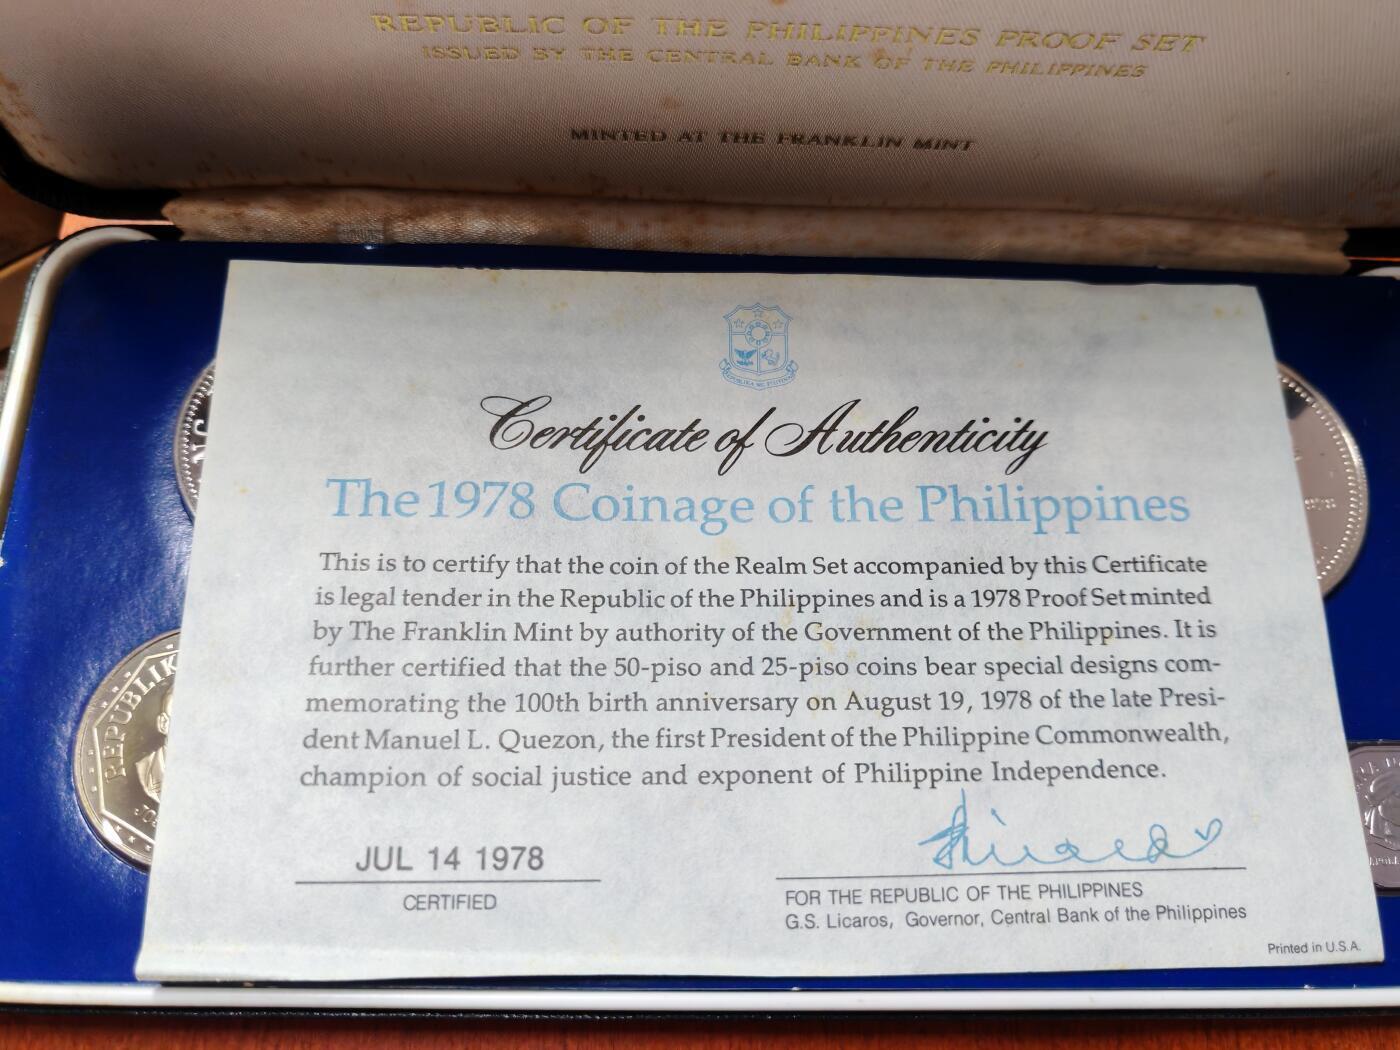 REPUBLIC OF THE PHILIPPINES PROOF SET
ISSUED BY THE CENTRAL BANK OF THE PHILIPPINES
MINTED AT THE FRANKLIN MINT
Certificate of Authenticity
The 1978 Coinage of the Philippines
This is to certify that the coin of the Realm Set accompanied by this Certificate
is legal tender in the Republic of the Philippines and is a 1978 Proof Set minted
by The Franklin Mint by authority of the Government of the Philippines. It is
further certified that the 50-piso and 25-piso coins bear special designs com-
memorating the 100th birth anniversary on August 19, 1978 of the late Presi-
dent Manuel L. Quezon, the first President of the Philippine Commonwealth,
champion of social justice and exponent of Philippine Independence.
JUL 14 1978
CERTIFIED
FOR THE REPUBLIC OF THE PHILIPPINES
G.S. Licaros, Governor, Central Bank of the Philippines
Printed in U.S.A.
REPUBLIK